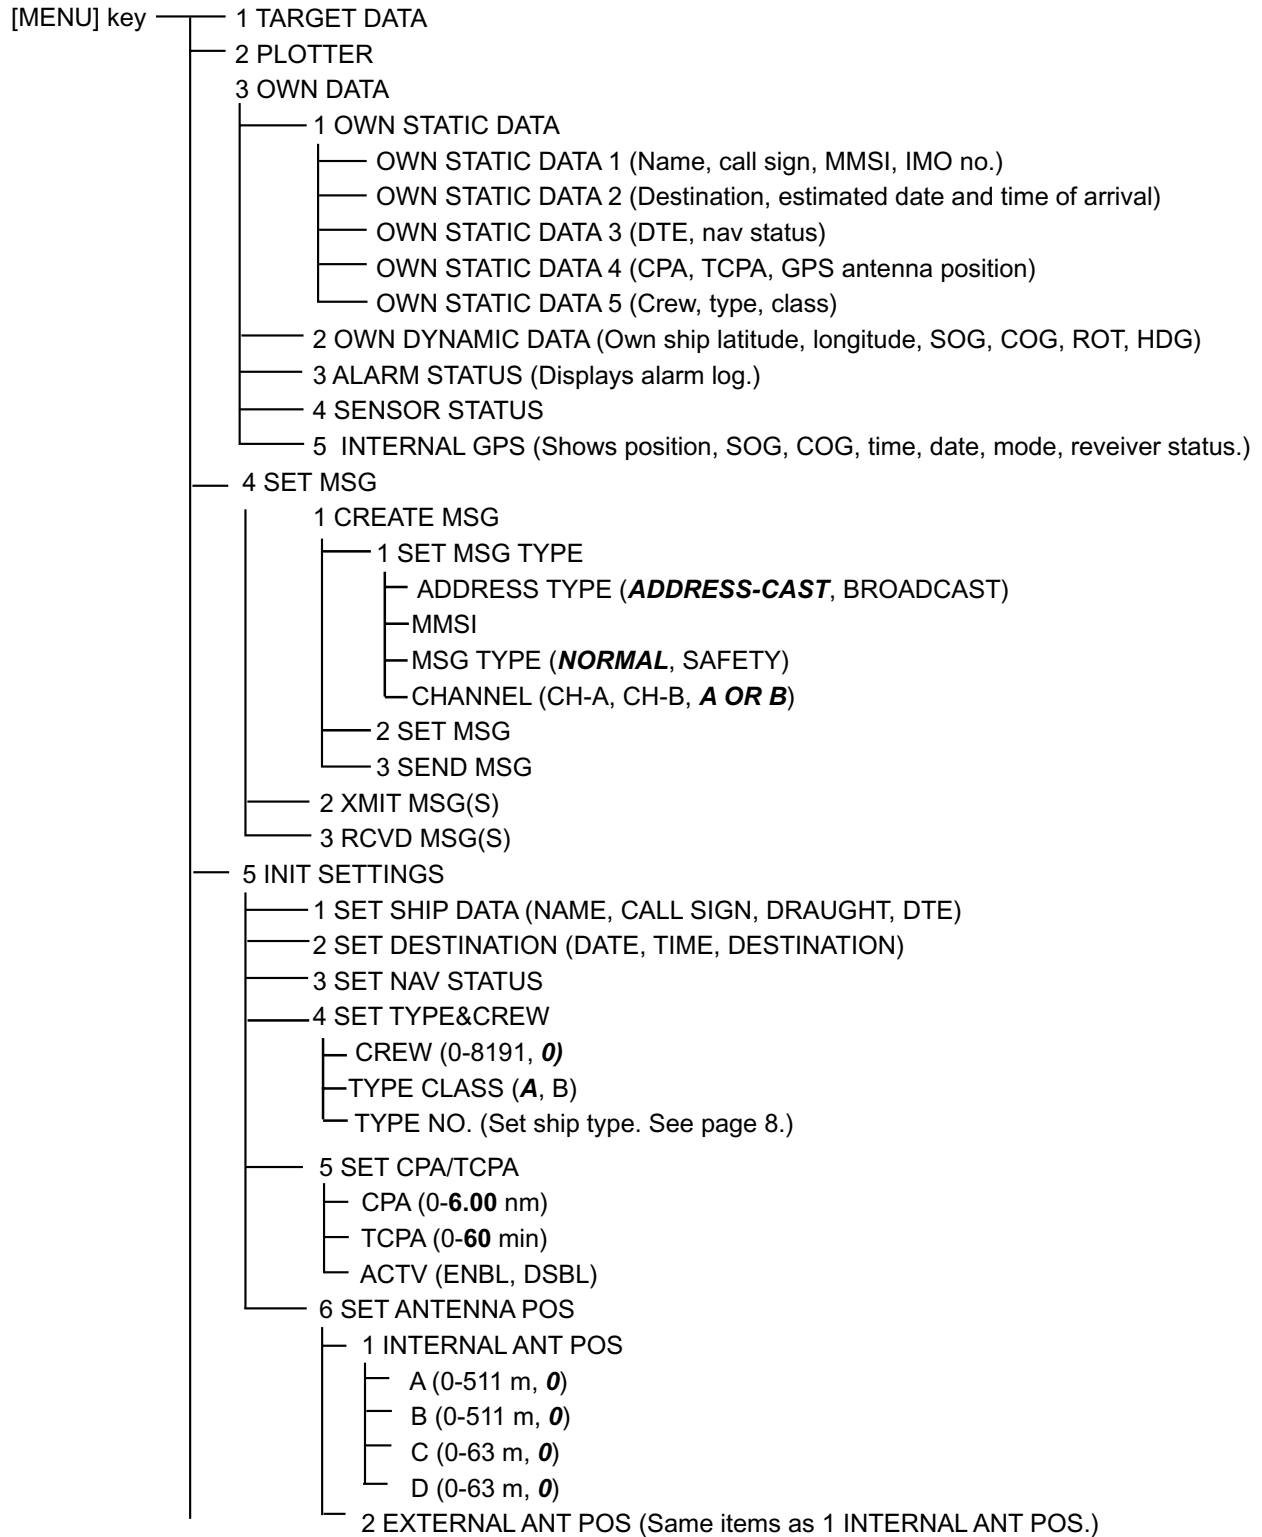 [MENU] key
1 TARGET DATA
2 PLOTTER
3 OWN DATA
1 OWN STATIC DATA
OWN STATIC DATA 1 (Name, call sign, MMSI, IMO no.)
OWN STATIC DATA 2 (Destination, estimated date and time of arrival)
OWN STATIC DATA 3 (DTE, nav status)
OWN STATIC DATA 4 (CPA, TCPA, GPS antenna position)
OWN STATIC DATA 5 (Crew, type, class)
2 OWN DYNAMIC DATA (Own ship latitude, longitude, SOG, COG, ROT, HDG)
3 ALARM STATUS (Displays alarm log.)
4 SENSOR STATUS
5 INTERNAL GPS (Shows position, SOG, COG, time, date, mode, reveiver status.)
4 SET MSG
1 CREATE MSG
1 SET MSG TYPE
ADDRESS TYPE (ADDRESS-CAST, BROADCAST)
MMSI
MSG TYPE (NORMAL, SAFETY)
CHANNEL (CH-A, CH-B, A OR B)
2 SET MSG
3 SEND MSG
2 XMIT MSG(S)
3 RCVD MSG(S)
5 INIT SETTINGS
1 SET SHIP DATA (NAME, CALL SIGN, DRAUGHT, DTE)
2 SET DESTINATION (DATE, TIME, DESTINATION)
3 SET NAV STATUS
4 SET TYPE&CREW
CREW (0-8191, 0)
TYPE CLASS (A, B)
TYPE NO. (Set ship type. See page 8.)
5 SET CPA/TCPA
CPA (0-6.00 nm)
TCPA (0-60 min)
ACTV (ENBL, DSBL)
6 SET ANTENNA POS
1 INTERNAL ANT POS
A (0-511 m, 0)
B (0-511 m, 0)
C (0-63 m, 0)
D (0-63 m, 0)
2 EXTERNAL ANT POS (Same items as 1 INTERNAL ANT POS.)